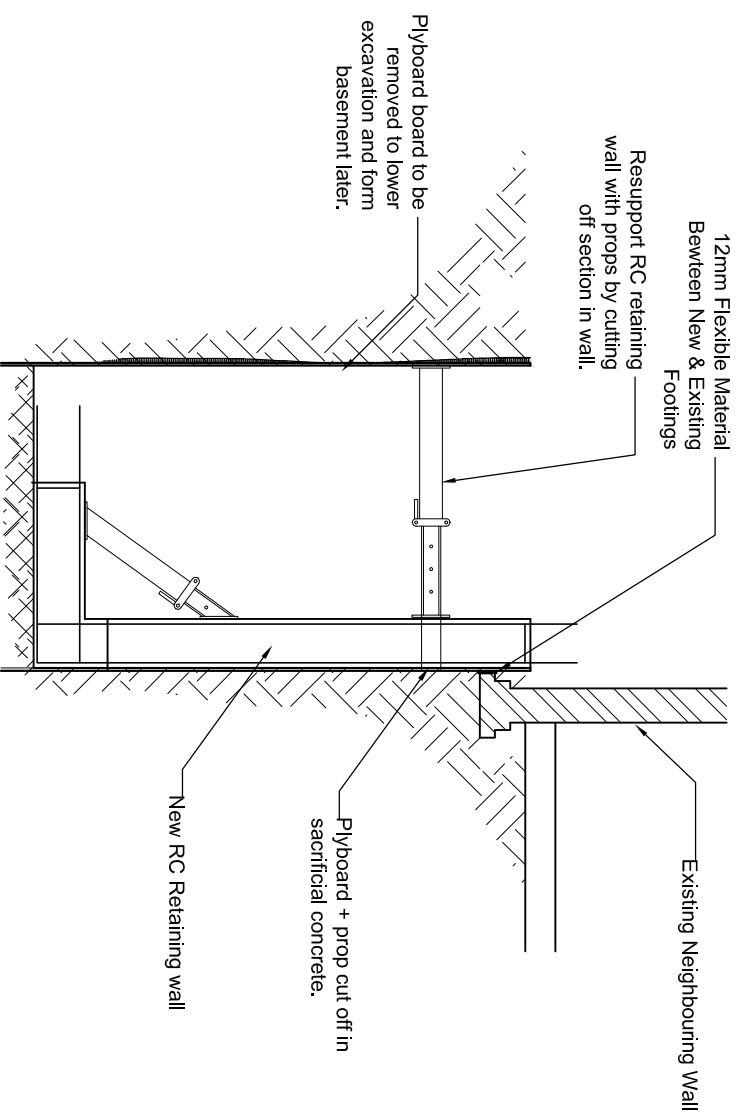 12mm Flexible Material
Bewteen New & Existing
Footings
Existing Neighbouring Wall
Resupport RC retaining
wall with props by cutting
off section in wall.
Plyboard board to be
removed to lower
excavation and form
basement later.
Plyboard + prop cut off in
sacrificial concrete.
New RC Retaining wall